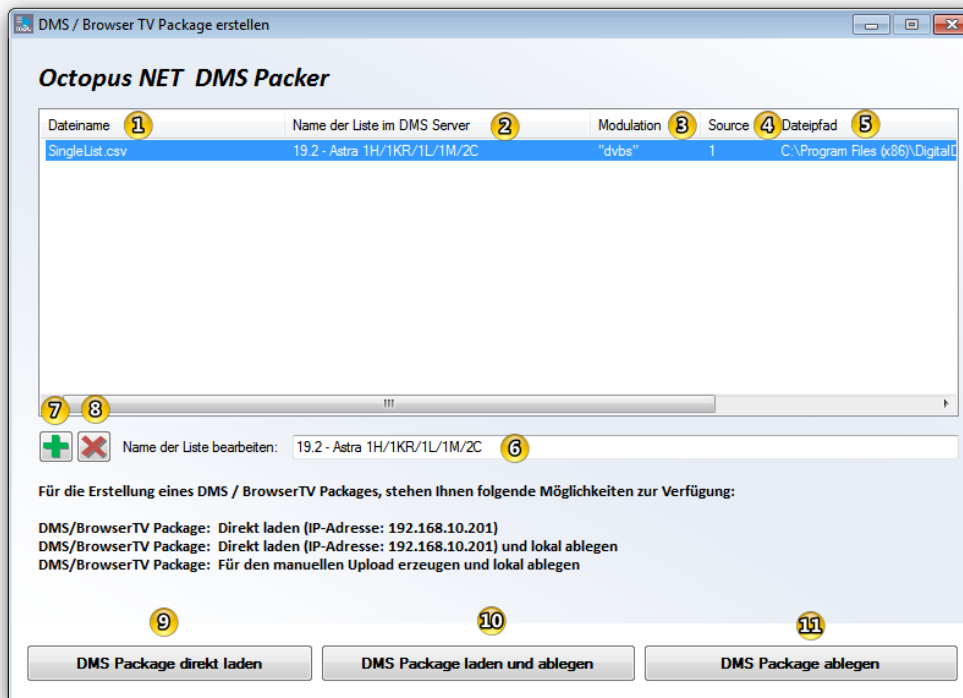 DMS / Browser TV Package erstellen
Octopus NET DMS Packer
Dateiname 1 Name der Liste im DMS Server 2 Modulation 3 Source 4 Dateipfad 5
SingleList.csv 19.2 - Astra 1H/1KR/1L/1M/2C "dvbs" 1 C:\Program Files (x86)\DigitalD
7 8
Name der Liste bearbeiten: 19.2 - Astra 1H/1KR/1L/1M/2C 6
Für die Erstellung eines DMS / BrowserTV Packages, stehen Ihnen folgende Möglichkeiten zur Verfügung:
DMS/BrowserTV Package: Direkt laden (IP-Adresse: 192.168.10.201)
DMS/BrowserTV Package: Direkt laden (IP-Adresse: 192.168.10.201) und lokal ablegen
DMS/BrowserTV Package: Für den manuellen Upload erzeugen und lokal ablegen
9 10 11
DMS Package direkt laden DMS Package laden und ablegen DMS Package ablegen